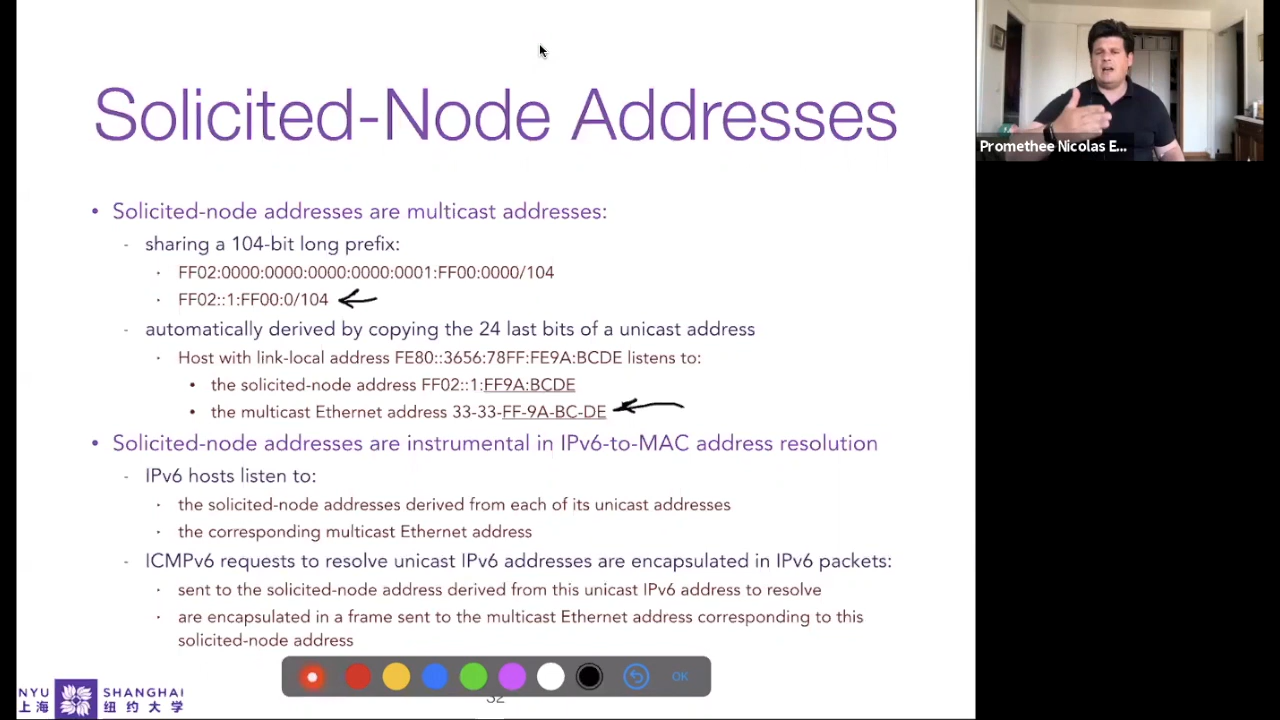 Solicited-Node Addresses
Promethee Nicolas E...
• Solicited-node addresses are multicast addresses:
- sharing a 104-bit long prefix:
· FF02:0000:0000:0000:0000:0001:FF00:0000/104
· FF02::1:FF00:0/104
- automatically derived by copying the 24 last bits of a unicast address
· Host with link-local address FE80::3656:78FF:FE9A:BCDE listens to:
• the solicited-node address FF02::1:FF9A:BCDE
• the multicast Ethernet address 33-33-FF-9A-BC-DE
• Solicited-node addresses are instrumental in IPv6-to-MAC address resolution
- IPv6 hosts listen to:
· the solicited-node addresses derived from each of its unicast addresses
· the corresponding multicast Ethernet address
- ICMPv6 requests to resolve unicast IPv6 addresses are encapsulated in IPv6 packets:
· sent to the solicited-node address derived from this unicast IPv6 address to resolve
· are encapsulated in a frame sent to the multicast Ethernet address corresponding to this
solicited-node address
OK
NYU SHANGHAI
上海 纽约大学